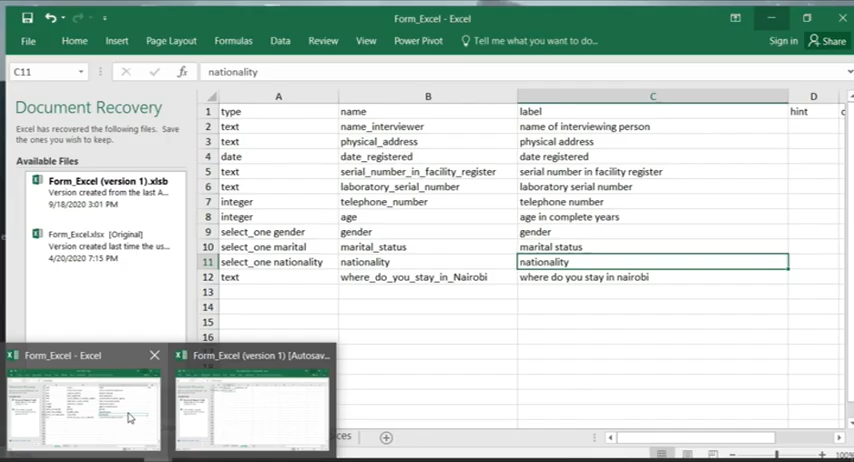 Form_Excel - Excel
File Home Insert Page Layout Formulas Data Review View Power Pivot Tell me what you want to do... Sign in Share
C11 fx nationality
Document Recovery
Excel has recovered the following files. Save
the ones you wish to keep.
Available Files
Form_Excel (version 1).xlsb
Version created from the last A...
9/18/2020 3:01 PM
Form_Excel.xlsx [Original]
Version created last time the us...
4/20/2020 7:15 PM
A B C D
1 type name label hint
2 text name_interviewer name of interviewing person
3 text physical_address physical address
4 date date_registered date registered
5 text serial_number_in_facility_register serial number in facility register
6 text laboratory_serial_number laboratory serial number
7 integer telephone_number telephone number
8 integer age age in complete years
9 select_one gender gender gender
10 select_one marital marital_status marital status
11 select_one nationality nationality nationality
12 text where_do_you_stay_in_Nairobi where do you stay in nairobi
13
14
15
16
Form_Excel - Excel
Form_Excel (version 1) [Autosav...
100%